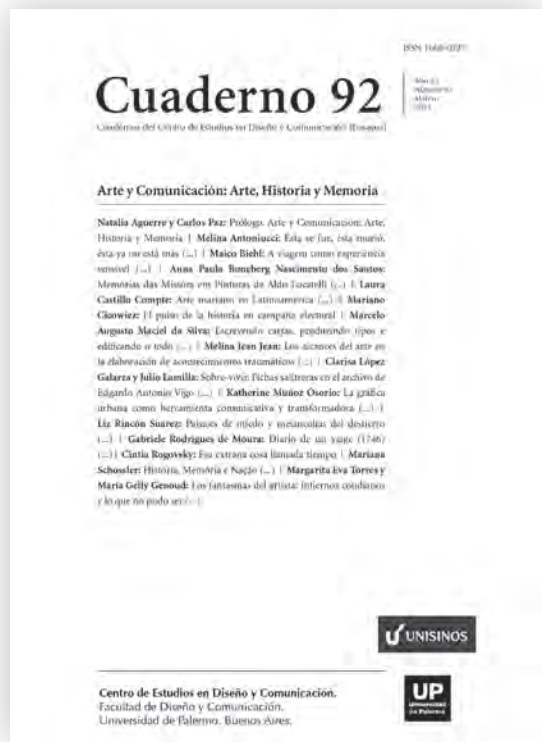 ISSN
Cuaderno 92
Cuadernos del Centro de Estudios en Diseño y Comunicación [Ensayos]
Arte y Comunicación: Arte, Historia y Memoria
Natalia Aguerre y Carlos Paz: Prólogo. Arte y Comunicación: Arte,
Historia y Memoria | Melina Antoniucci: Ésta se fue, ésta murió,
ésta ya no está más (...) | Maico Biehl: A viagem como experiencia
sensível (...) | Anna Paula Boneberg Nascimento dos Santos:
Memórias das Missões em Pinturas de Aldo Locatelli (...) | Laura
Castillo Compte: Arte mariano en Latinoamérica (...) | Mariano
Cicowiez: El pulso de la historia en campaña electoral | Marcelo
Augusto Maciel da Silva: Escrevendo cartas, produzindo tipos e
edificando o todo (...) | Melina Jean Jean: Los alcances del arte en
la elaboración de acontecimientos traumáticos (...) | Clarisa López
Galarza y Julio Lamilla: Sobre-vivir. Fichas salitreras en el archivo de
Edgardo Antonio Vigo (...) | Katherine Muñoz Osorio: La gráfica
urbana como herramienta comunicativa y transformadora (...) |
Liz Rincón Suárez: Paisajes de miedo y melancolías del destierro
(...) | Gabriele Rodrigues de Moura: Diario de un viage (1746)
(...) | Cintia Rogovsky: Esa extraña cosa llamada tiempo | Mariana
Schossler: História, Memória e Nação (...) | Margarita Eva Torres y
María Gelly Genoud: Los fantasmas del artista: Infiernos cotidianos
y lo que no pudo ser (...)
UNISINOS
Centro de Estudios en Diseño y Comunicación.
Facultad de Diseño y Comunicación.
Universidad de Palermo. Buenos Aires.
UP
Universidad
de Palermo